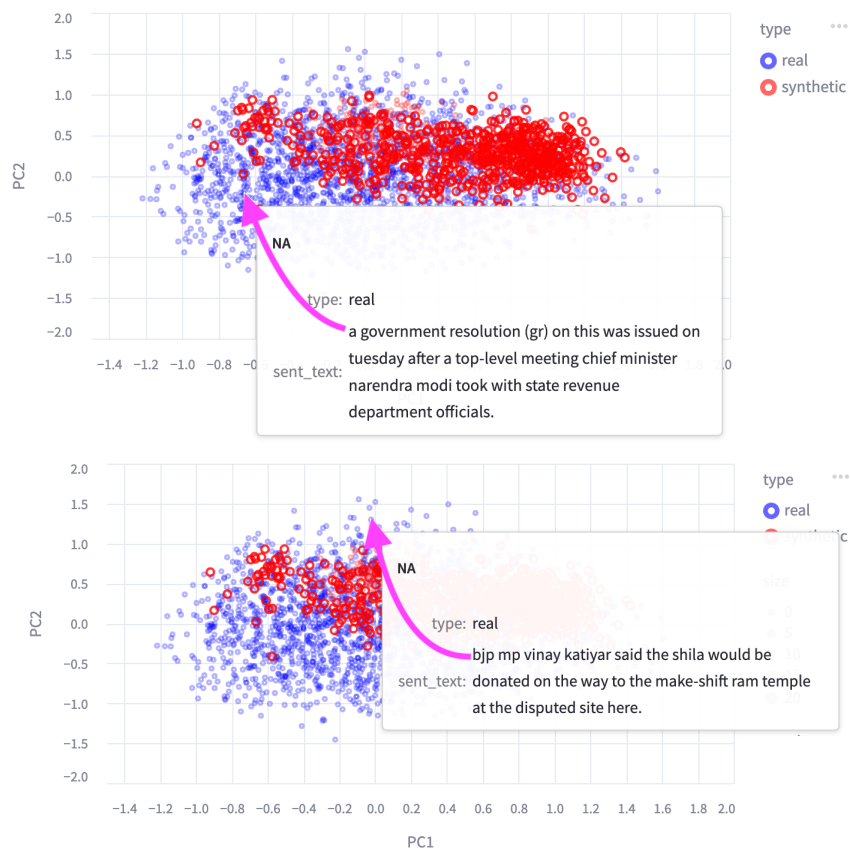 2.0
1.5
1.0
0.5
0.0
−0.5
−1.0
−1.5
−2.0
PC2
type
real
synthetic
NA
type: real
sent_text: a government resolution (gr) on this was issued on
tuesday after a top-level meeting chief minister
narendra modi took with state revenue
department officials.
−1.4 −1.2 −1.0 −0.8 2.0
PC1
2.0
1.5
1.0
0.5
0.0
−0.5
−1.0
−1.5
−2.0
PC2
type
real
synthetic
size
NA
type: real
sent_text: bjp mp vinay katiyar said the shila would be
donated on the way to the make-shift ram temple
at the disputed site here.
−1.4 −1.2 −1.0 −0.8 −0.6 −0.4 −0.2 0.0 0.2 0.4 0.6 0.8 1.0 1.2 1.4 1.6 1.8 2.0
PC1